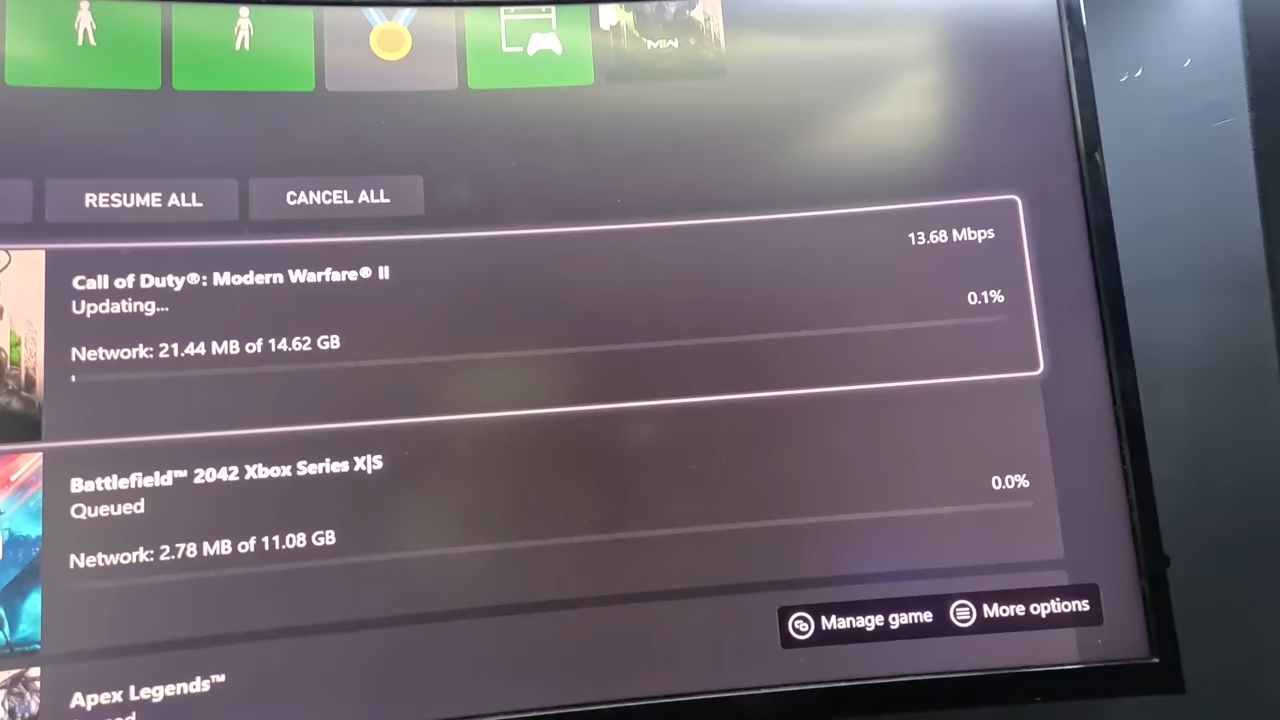 MW
RESUME ALL
CANCEL ALL
13.68 Mbps
Call of Duty®: Modern Warfare® II
Updating...
0.1%
Network: 21.44 MB of 14.62 GB
Battlefield™ 2042 Xbox Series X|S
Queued
0.0%
Network: 2.78 MB of 11.08 GB
Manage game
More options
Apex Legends™